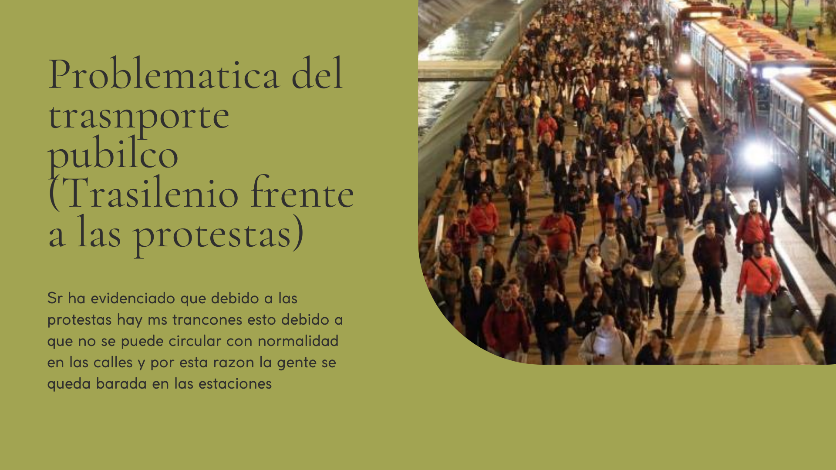 Problematica del
trasnporte
pubilco
(Trasilenio frente
a las protestas)
Sr ha evidenciado que debido a las
protestas hay ms trancones esto debido a
que no se puede circular con normalidad
en las calles y por esta razon la gente se
queda barada en las estaciones